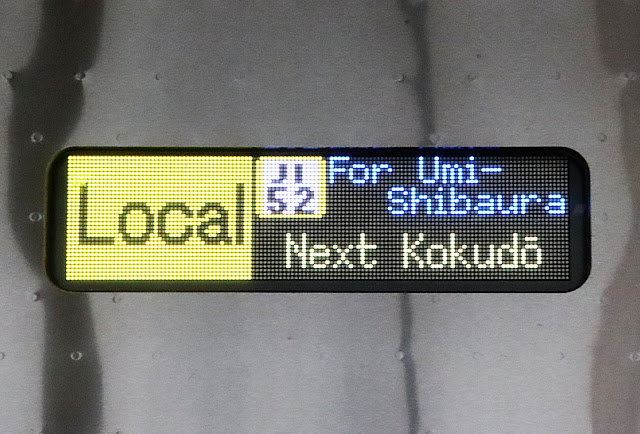 Local
JI
52
For Umi-
Shibaura
Next Kokudō